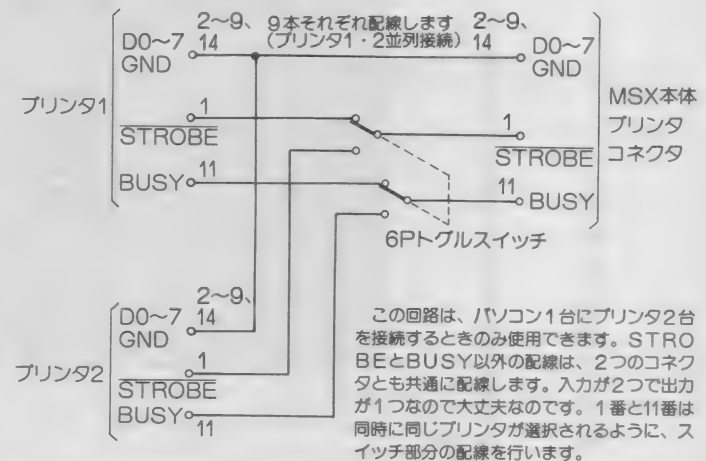 2〜9、 9本それぞれ配線します 2〜9、
D0〜7 14 (プリンタ1・2並列接続) 14 D0〜7
GND
GND
プリンタ1
MSX本体
プリンタ
コネクタ
1
STROBE
1
STROBE
BUSY 11
11 BUSY
6Pトグルスイッチ
2〜9、
D0〜7 14
GND
プリンタ2
1
STROBE
BUSY
11
この回路は、パソコン1台にプリンタ2台
を接続するときのみ使用できます。STRO
BEとBUSY以外の配線は、2つのコネク
タとも共通に配線します。入力が2つで出力
が1つなので大丈夫なのです。1番と11番は
同時に同じプリンタが選択されるように、ス
イッチ部分の配線を行います。